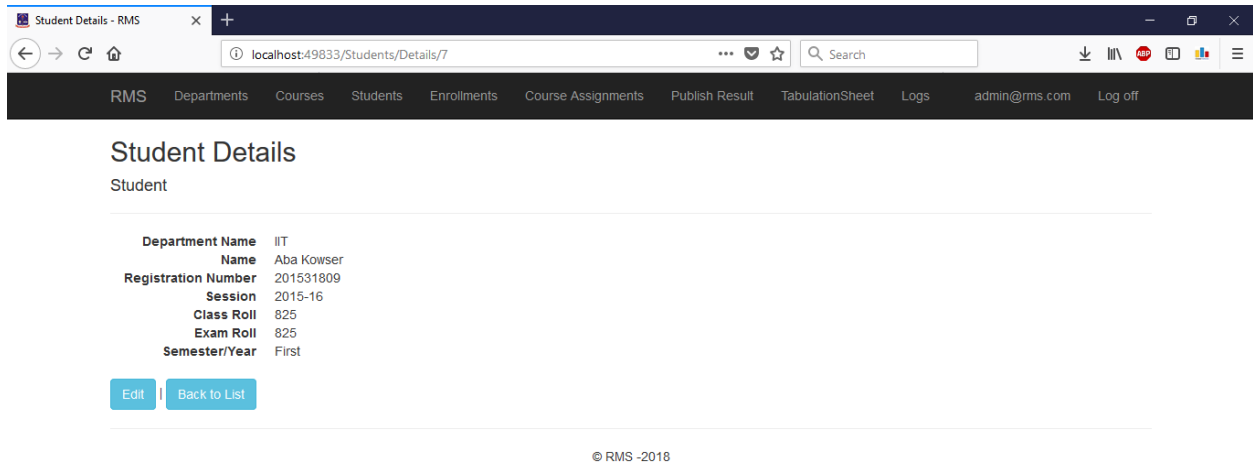 Student Details - RMS
localhost:49833/Students/Details/7 Search
RMS Departments Courses Students Enrollments Course Assignments Publish Result TabulationSheet Logs admin@rms.com Log off
Student Details
Student
Department Name IIT
Name Aba Kowser
Registration Number 201531809
Session 2015-16
Class Roll 825
Exam Roll 825
Semester/Year First
Edit | Back to List
© RMS -2018